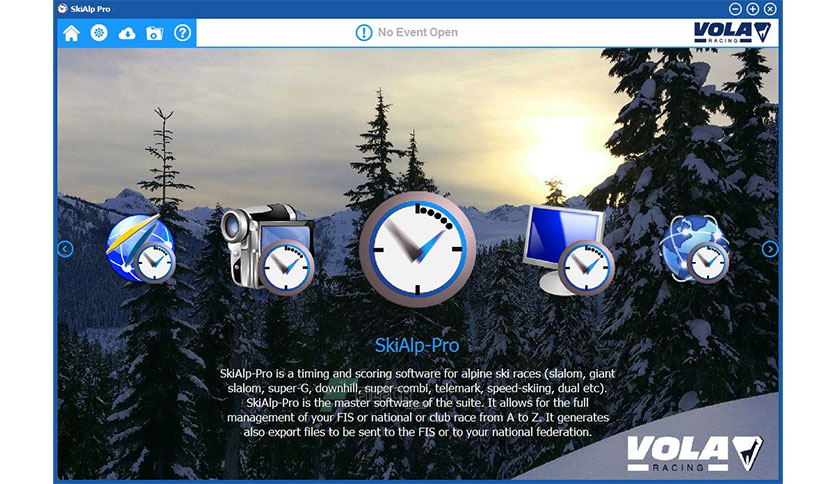 SkiAlp Pro
No Event Open
VOLA
RACING
SkiAlp-Pro
SkiAlp-Pro is a timing and scoring software for alpine ski races (slalom, giant
slalom, super-G, downhill, super-combi, telemark, speed-skiing, dual etc).
SkiAlp-Pro is the master software of the suite. It allows for the full
management of your FIS or national or club race from A to Z. It generates
also export files to be sent to the FIS or to your national federation.
VOLA
RACING